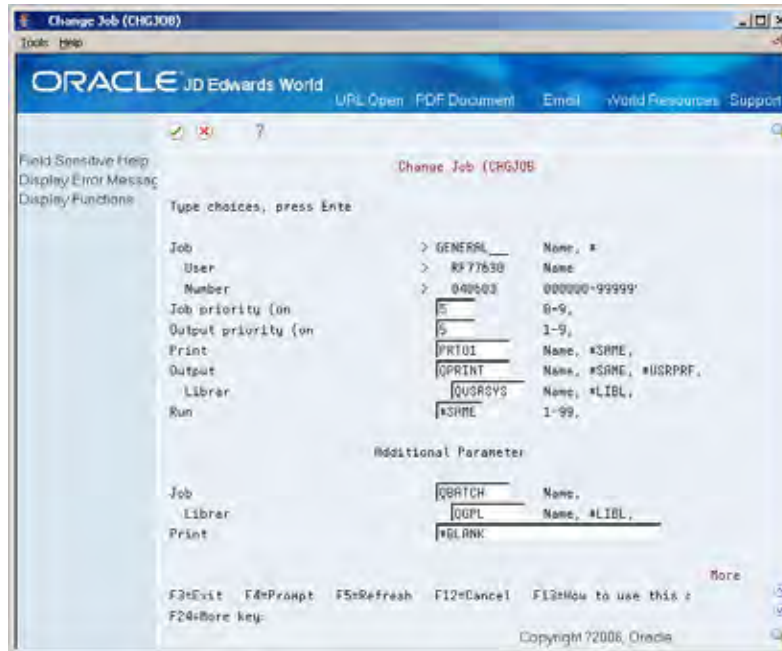 Change Job (CHGJOB)
Tools Help
ORACLE JD Edwards World
URL Open PDF Document Email World Resources Support
?
Field Sensitive Help
Display Error Messag
Display Functions
Change Job (CHGJOB
Type choices, press Ente
Job > GENERAL__ Name, *
User > RF77630 Name
Number > 040603 000000-99999'
Job priority (on 5 0-9,
Output priority (on 5 1-9,
Print PRT01 Name, *SAME,
Output QPRINT Name, *SAME, *USRPRF,
Librar QUSRSYS Name, *LIBL,
Run *SAME 1-99,
Additional Parameter
Job QBATCH Name,
Librar QGPL Name, *LIBL,
Print *BLANK
More
F3=Exit F4=Prompt F5=Refresh F12=Cancel F13=How to use this
F24=More key
Copyright ?2006, Oracle